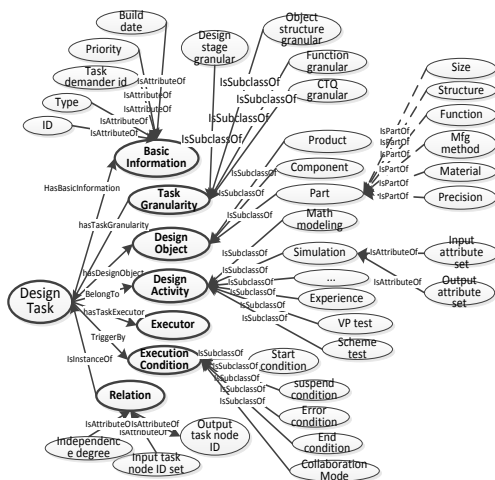 Build
date
Priority
Task
demander id
Type
ID
IsAttributeOf
IsAttributeOf
IsAttributeOf
IsAttributeOf
IsAttributeOf
Basic
Information
Design stage
granular
Object
structure granular
Function
granular
CTQ
granular
IsSubclassOf
IsSubclassOf
IsSubclassOf
IsSubclassOf
Task
Granularity
Product
Component
Part
IsSubclassOf
IsSubclassOf
IsSubclassOf
Design
Object
Size
Structure
Function
Mfg
method
Material
Precision
IsPartOf
IsPartOf
IsPartOf
IsPartOf
IsPartOf
IsPartOf
Math
modeling
Simulation
...
Experience
VP test
Scheme
test
IsSubclassOf
IsSubclassOf
IsSubclassOf
IsSubclassOf
IsSubclassOf
IsSubclassOf
Design
Activity
Input
attribute
set
Output
attribute
set
IsAttributeOf
IsAttributeOf
Design
Task
HasBasicInformation
hasTaskGranularity
hasDesignObject
BelongTo
hasTaskExecutor
TriggerBy
IsInstanceOf
Executor
Execution
Condition
Start
condition
suspend
condition
Error
condition
End
condition
Collaboration
Mode
IsSubclassOf
IsSubclassOf
IsSubclassOf
IsSubclassOf
IsSubclassOf
Relation
IsAttributeOf
IsAttributeOf
IsAttributeOf
Independenc
e degree
Input task
node ID set
Output
task node
ID